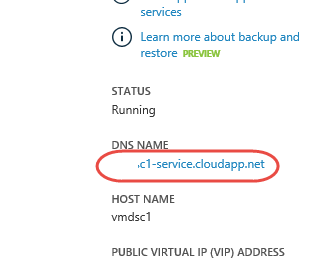 services
Learn more about backup and
restore PREVIEW
STATUS
Running
DNS NAME
c1-service.cloudapp.net
HOST NAME
vmdsc1
PUBLIC VIRTUAL IP (VIP) ADDRESS